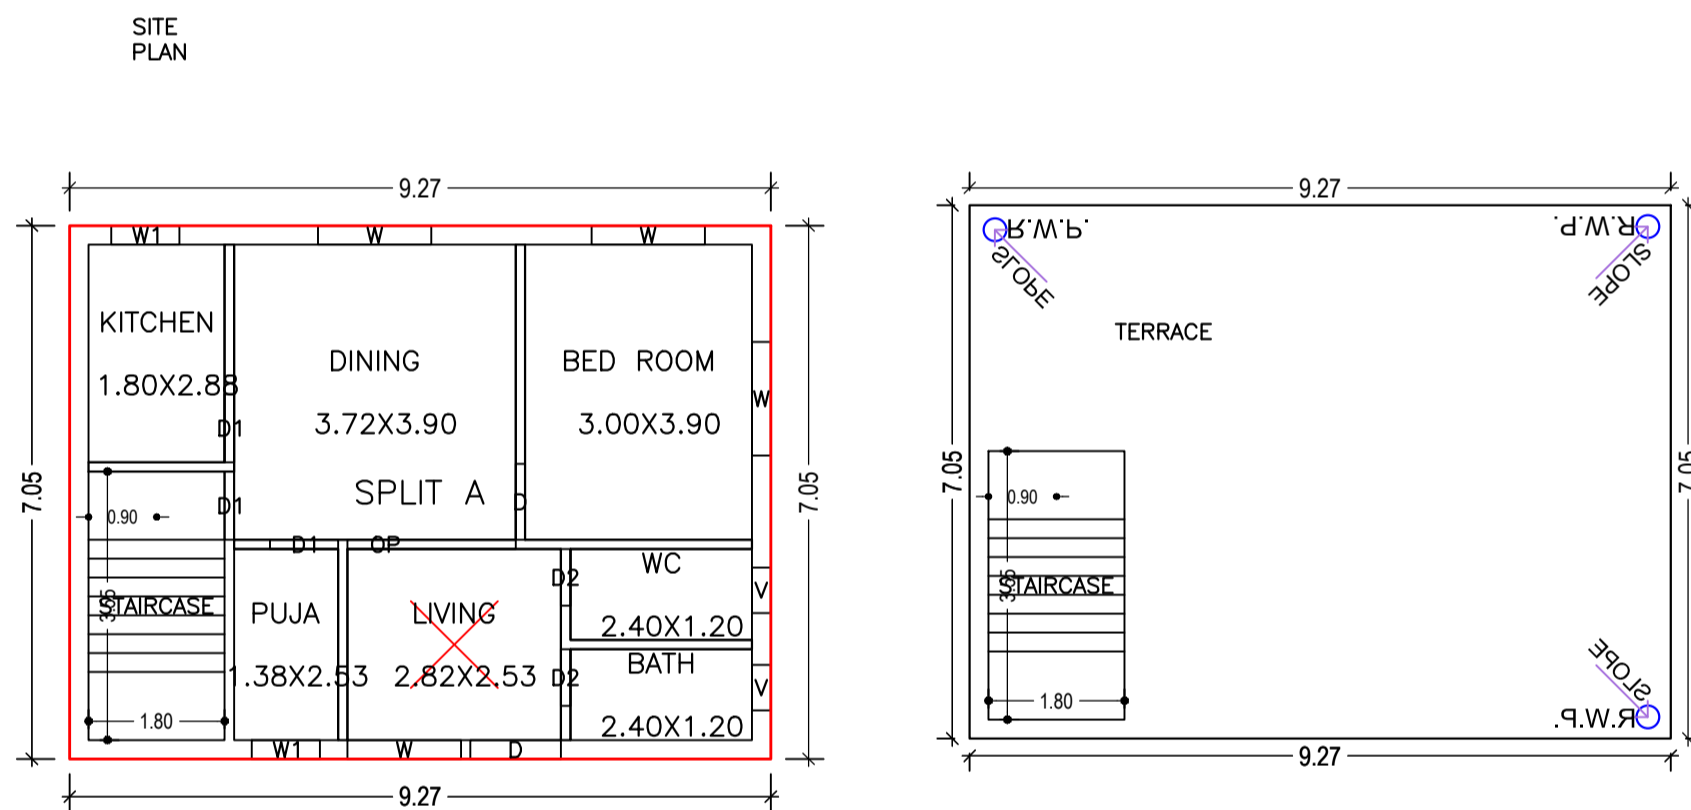 SITE
PLAN
9.27
9.27
W1
W
W
R.W.P.
R.W.P.
SLOPE
SLOPE
KITCHEN
TERRACE
DINING
BED ROOM
1.80X2.88
W
3.72X3.90
3.00X3.90
D1
7.05
7.05
7.05
7.05
SPLIT A
D
D1
0.90
0.90
D1
OP
WC
D2
V
STAIRCASE
3.55
STAIRCASE
PUJA
LIVING
2.40X1.20
BATH
SLOPE
1.38X2.53
2.82X2.53
D2
V
1.80
1.80
2.40X1.20
R.W.P.
W1
W
D
9.27
9.27